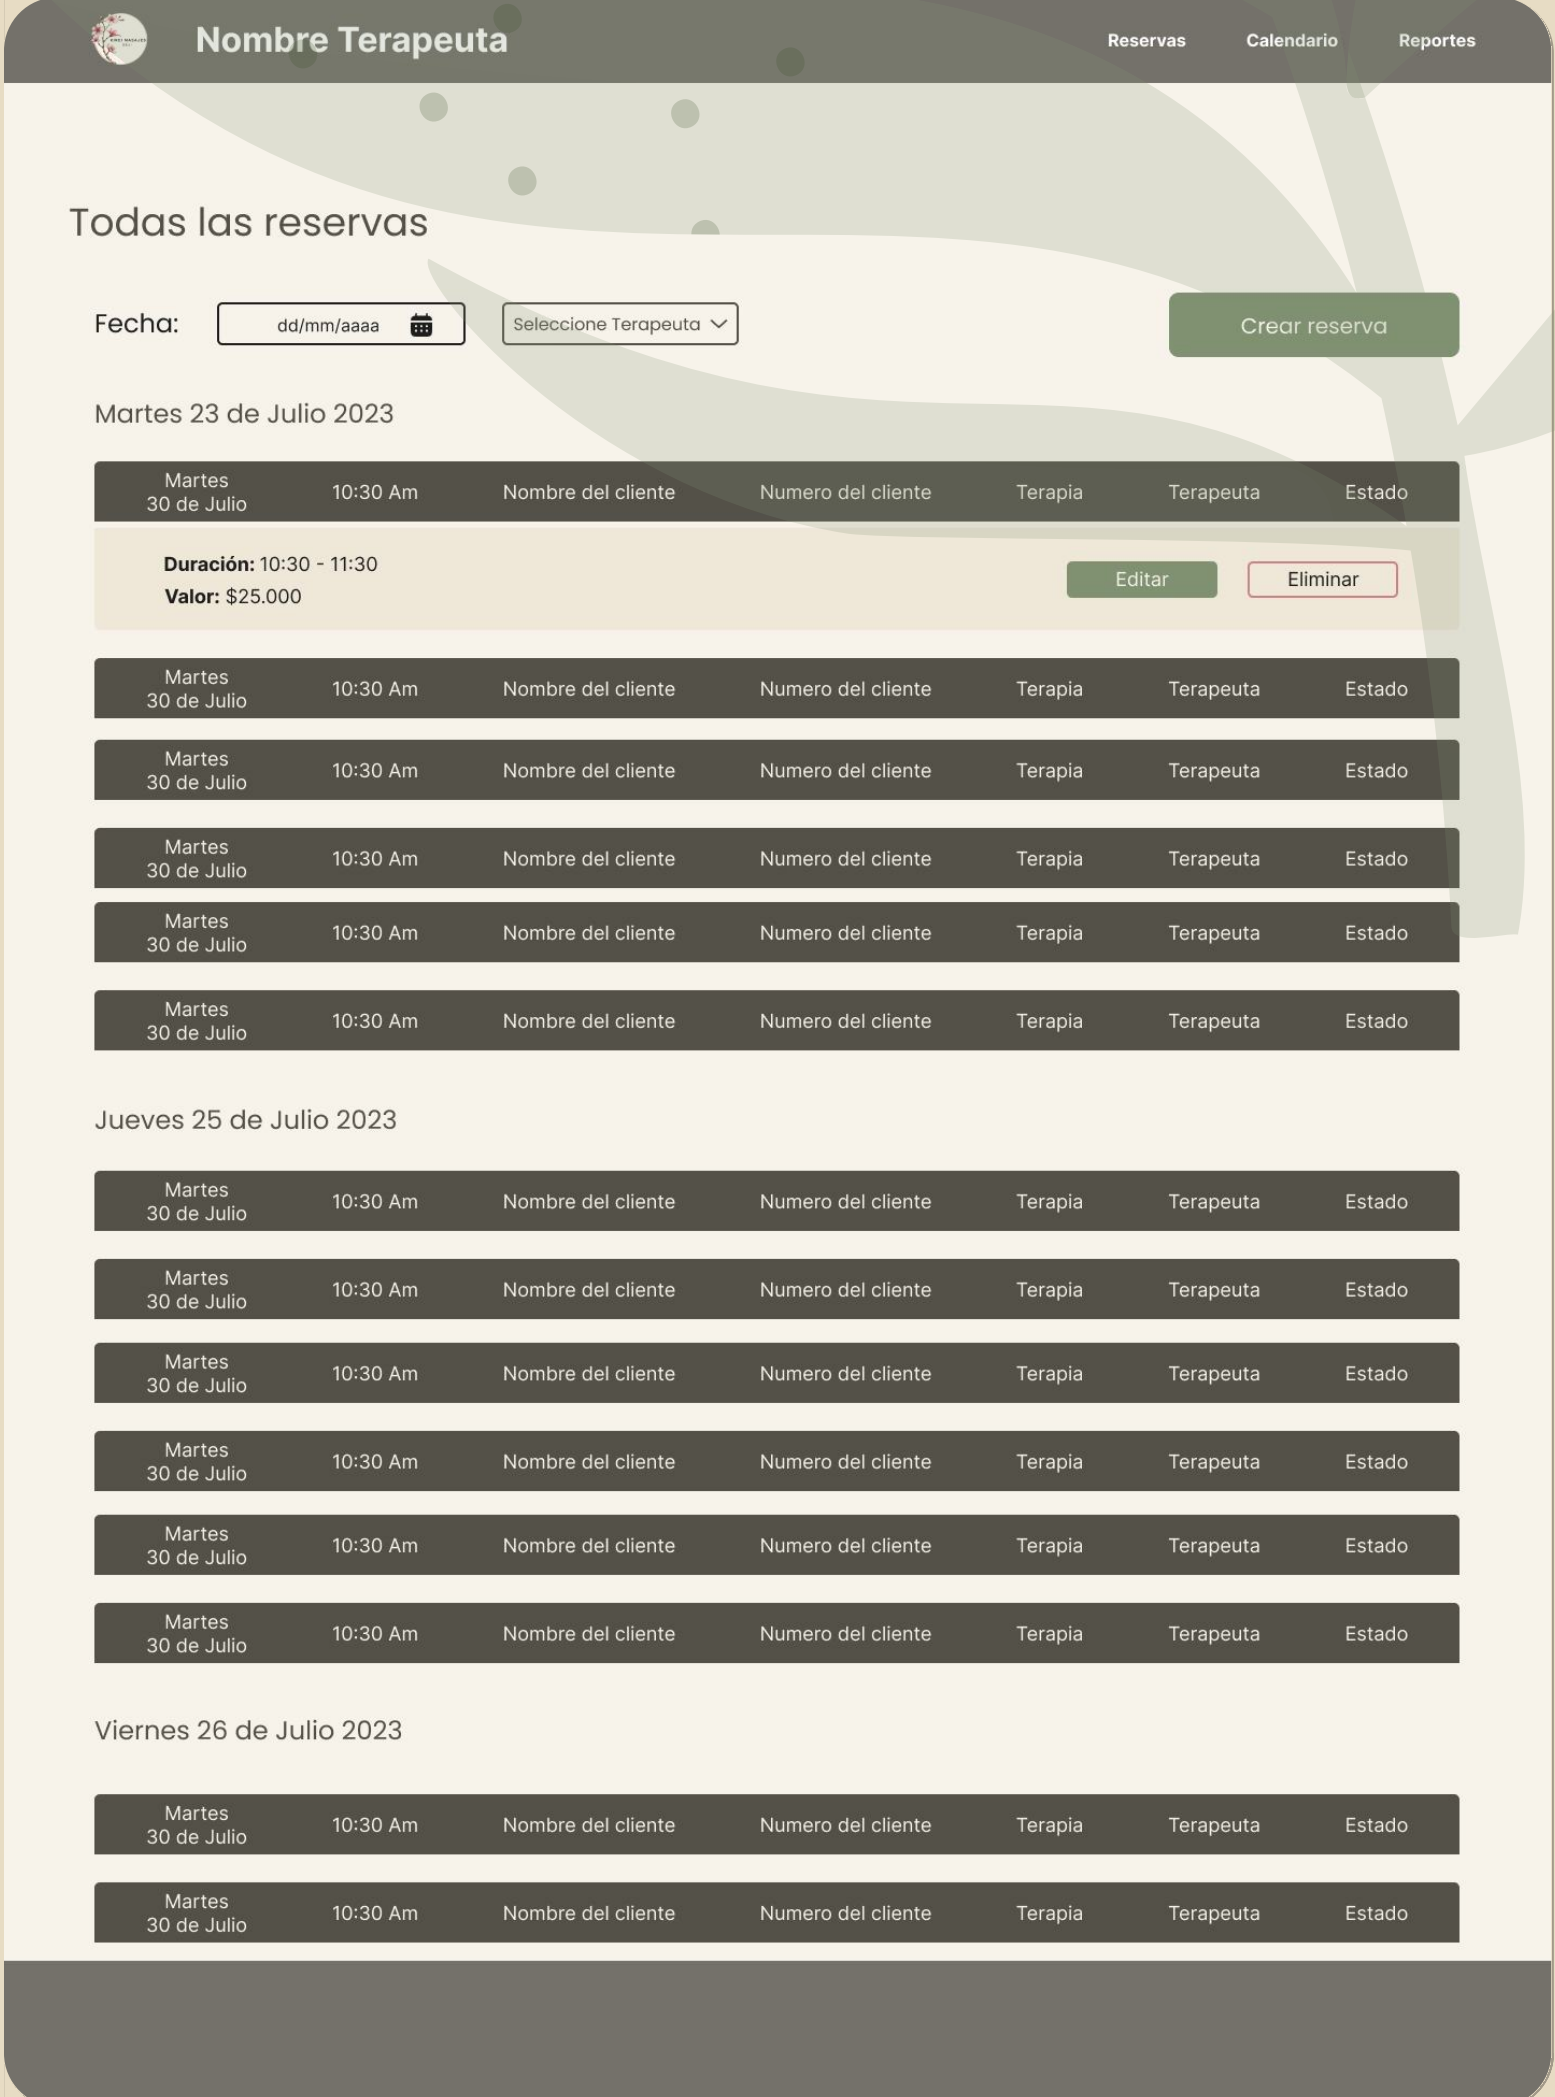 Nombre Terapeuta
Reservas Calendario Reportes
Todas las reservas
Fecha: dd/mm/aaaa Seleccione Terapeuta Crear reserva
Martes 23 de Julio 2023
Martes
30 de Julio 10:30 Am Nombre del cliente Numero del cliente Terapia Terapeuta Estado
Duración: 10:30 - 11:30
Valor: $25.000
Editar Eliminar
Martes
30 de Julio 10:30 Am Nombre del cliente Numero del cliente Terapia Terapeuta Estado
Martes
30 de Julio 10:30 Am Nombre del cliente Numero del cliente Terapia Terapeuta Estado
Martes
30 de Julio 10:30 Am Nombre del cliente Numero del cliente Terapia Terapeuta Estado
Martes
30 de Julio 10:30 Am Nombre del cliente Numero del cliente Terapia Terapeuta Estado
Martes
30 de Julio 10:30 Am Nombre del cliente Numero del cliente Terapia Terapeuta Estado
Jueves 25 de Julio 2023
Martes
30 de Julio 10:30 Am Nombre del cliente Numero del cliente Terapia Terapeuta Estado
Martes
30 de Julio 10:30 Am Nombre del cliente Numero del cliente Terapia Terapeuta Estado
Martes
30 de Julio 10:30 Am Nombre del cliente Numero del cliente Terapia Terapeuta Estado
Martes
30 de Julio 10:30 Am Nombre del cliente Numero del cliente Terapia Terapeuta Estado
Martes
30 de Julio 10:30 Am Nombre del cliente Numero del cliente Terapia Terapeuta Estado
Martes
30 de Julio 10:30 Am Nombre del cliente Numero del cliente Terapia Terapeuta Estado
Viernes 26 de Julio 2023
Martes
30 de Julio 10:30 Am Nombre del cliente Numero del cliente Terapia Terapeuta Estado
Martes
30 de Julio 10:30 Am Nombre del cliente Numero del cliente Terapia Terapeuta Estado